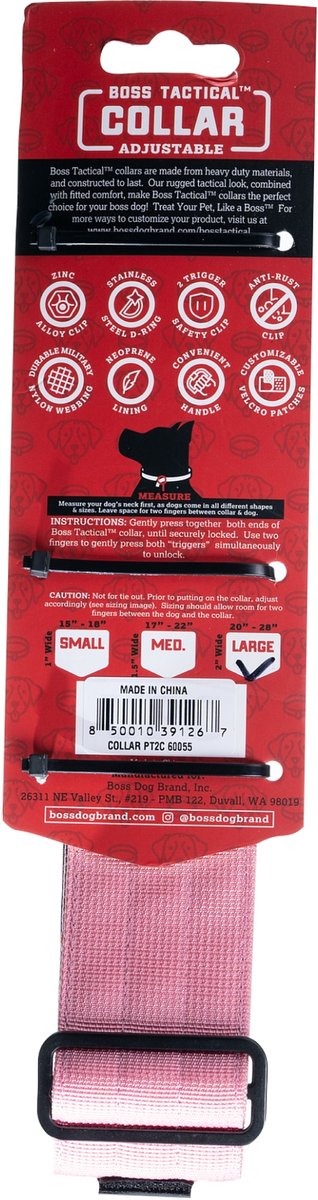 BOSS TACTICAL™
COLLAR
ADJUSTABLE
Boss Tactical™ collars are made from heavy duty materials,
and constructed to last. Our rugged tactical look, combined
with fitted comfort, make Boss Tactical™ collars the perfect
choice for your boss dog! Treat Your Pet, Like a Boss™ For
more ways to customize your product, visit us at
www.bossdogbrand.com/bosstactical
ZINC
ALLOY CLIP
STAINLESS
STEEL D-RING
2 TRIGGER
SAFETY CLIP
ANTI-RUST
CLIP
DURABLE MILITARY
NYLON WEBBING
NEOPRENE
LINING
CONVENIENT
HANDLE
CUSTOMIZABLE
VELCRO PATCHES
MEASURE
Measure your dog's neck first, as dogs come in all different shapes
& sizes. Leave space for two fingers between collar & dog.
INSTRUCTIONS: Gently press together both ends of
Boss Tactical™ collar, until securely locked. Use two
fingers to gently press both "triggers" simultaneously
to unlock.
CAUTION: Not for tie out. Prior to putting on the collar, adjust
accordingly (see sizing image). Sizing should allow room for two
fingers between the dog and the collar.
15" - 18"
17" - 22"
20" - 28"
1" Wide
SMALL
1.5" Wide
MED.
2" Wide
LARGE
MADE IN CHINA
8 50010 39126 7
COLLAR PT2C 60055
Manufactured for:
Boss Dog Brand, Inc.
26311 NE Valley St., #219 - PMB 122, Duvall, WA 98019
bossdogbrand.com @bossdogbrand